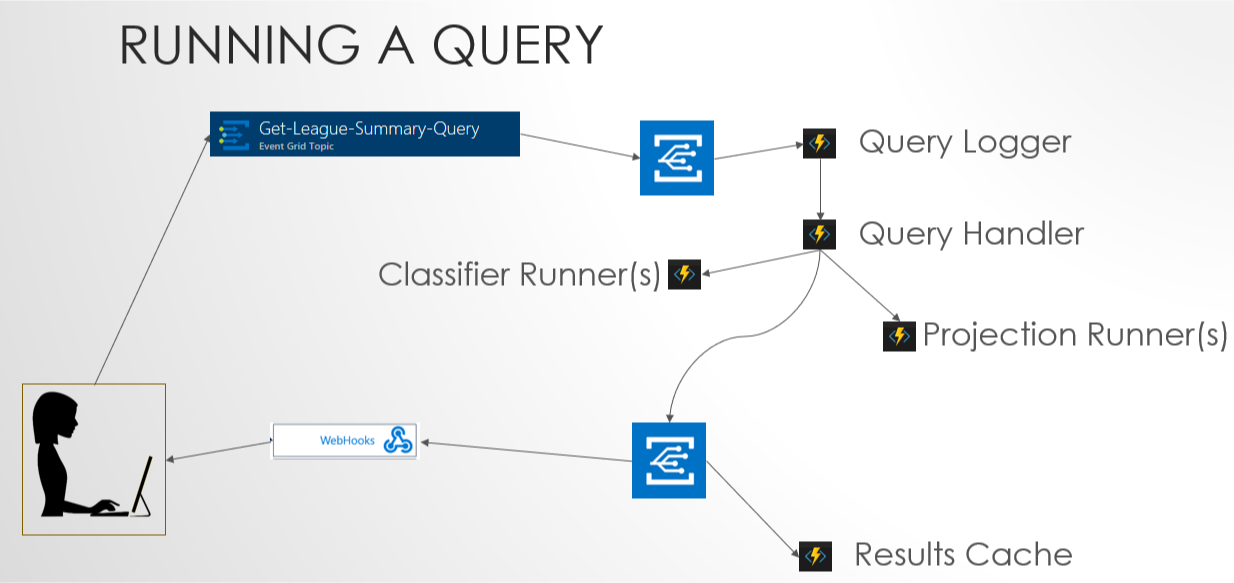 RUNNING A QUERY
Get-League-Summary-Query
Event Grid Topic
Query Logger
Query Handler
Classifier Runner(s)
Projection Runner(s)
WebHooks
Results Cache